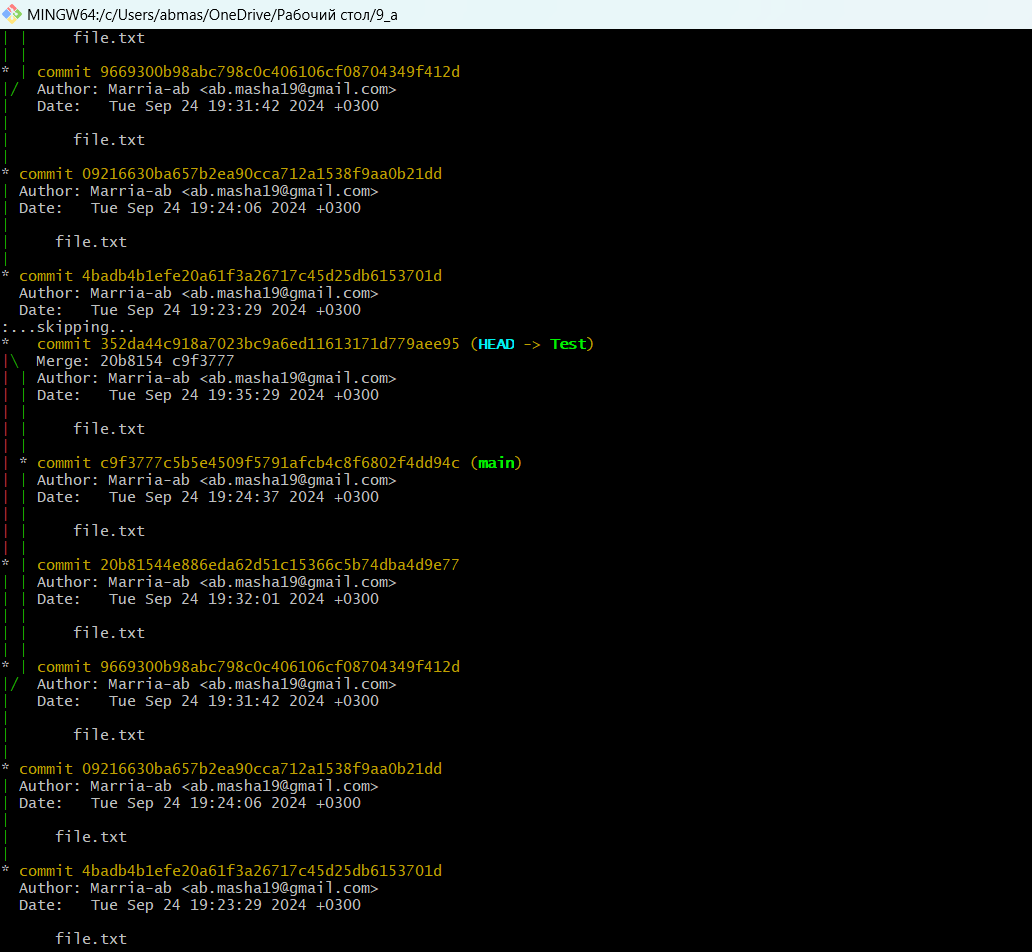 MINGW64:/c/Users/abmas/OneDrive/Рабочий стол/9_a
| |     file.txt
| |
* | commit 9669300b98abc798c0c406106cf08704349f412d
|/  Author: Marria-ab <ab.masha19@gmail.com>
|   Date:   Tue Sep 24 19:31:42 2024 +0300
|
|       file.txt
|
* commit 09216630ba657b2ea90cca712a1538f9aa0b21dd
| Author: Marria-ab <ab.masha19@gmail.com>
| Date:   Tue Sep 24 19:24:06 2024 +0300
|
|     file.txt
|
* commit 4badb4b1efe20a61f3a26717c45d25db6153701d
  Author: Marria-ab <ab.masha19@gmail.com>
  Date:   Tue Sep 24 19:23:29 2024 +0300
:...skipping...
*   commit 352da44c918a7023bc9a6ed11613171d779aee95 (HEAD -> Test)
|\  Merge: 20b8154 c9f3777
| | Author: Marria-ab <ab.masha19@gmail.com>
| | Date:   Tue Sep 24 19:35:29 2024 +0300
| |
| |     file.txt
| |
| * commit c9f3777c5b5e4509f5791afcb4c8f6802f4dd94c (main)
| | Author: Marria-ab <ab.masha19@gmail.com>
| | Date:   Tue Sep 24 19:24:37 2024 +0300
| |
| |     file.txt
| |
* | commit 20b81544e886eda62d51c15366c5b74dba4d9e77
| | Author: Marria-ab <ab.masha19@gmail.com>
| | Date:   Tue Sep 24 19:32:01 2024 +0300
| |
| |     file.txt
| |
* | commit 9669300b98abc798c0c406106cf08704349f412d
|/  Author: Marria-ab <ab.masha19@gmail.com>
|   Date:   Tue Sep 24 19:31:42 2024 +0300
|
|       file.txt
|
* commit 09216630ba657b2ea90cca712a1538f9aa0b21dd
| Author: Marria-ab <ab.masha19@gmail.com>
| Date:   Tue Sep 24 19:24:06 2024 +0300
|
|     file.txt
|
* commit 4badb4b1efe20a61f3a26717c45d25db6153701d
  Author: Marria-ab <ab.masha19@gmail.com>
  Date:   Tue Sep 24 19:23:29 2024 +0300

      file.txt